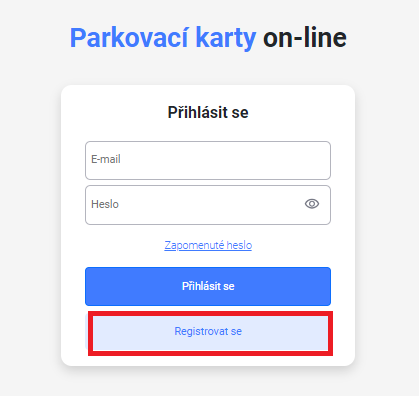 Parkovací karty on-line
Přihlásit se
E-mail
Heslo
Zapomenuté heslo
Přihlásit se
Registrovat se